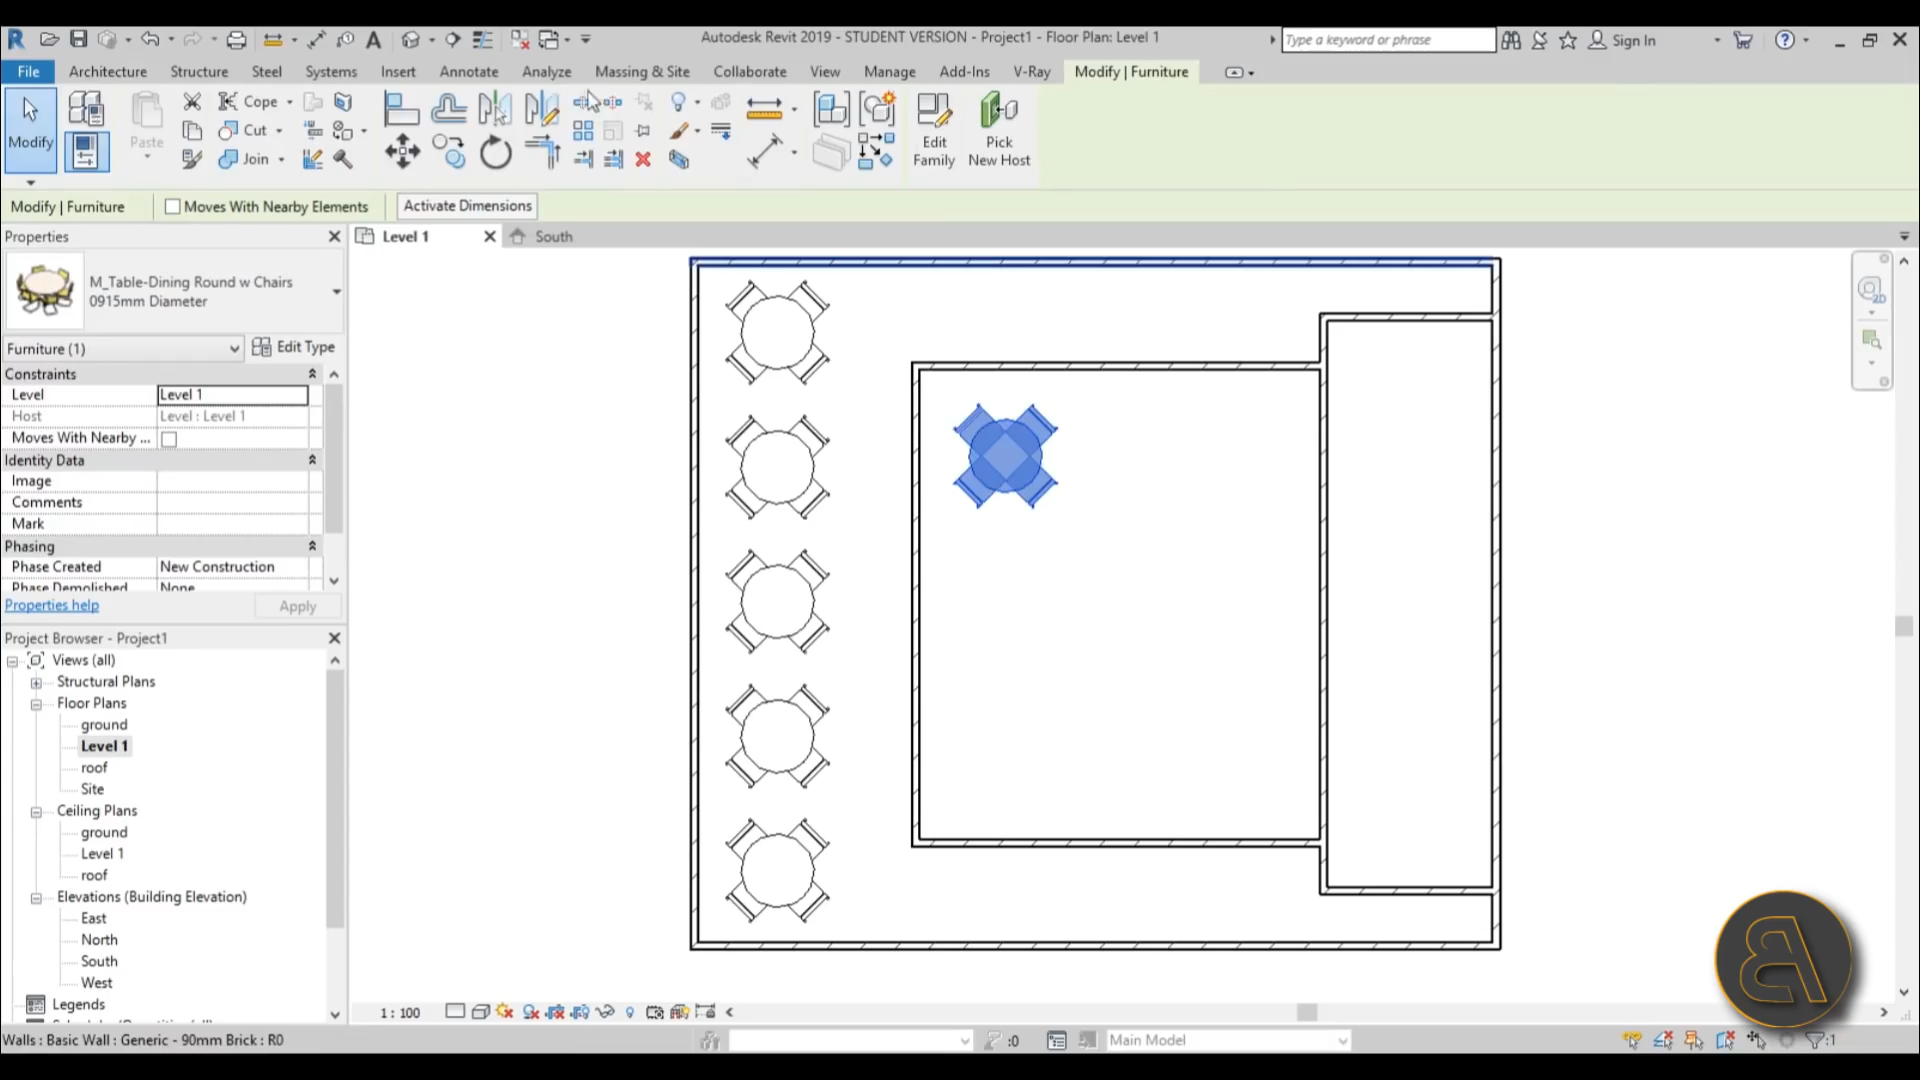 Autodesk Revit 2019 - STUDENT VERSION - Project1 - Floor Plan: Level 1
Type a keyword or phrase
Sign In
File Architecture Structure Steel Systems Insert Annotate Analyze Massing & Site Collaborate View Manage Add-Ins V-Ray Modify | Furniture
Modify
Paste
Cope
Cut
Join
Edit Family
Pick New Host
2D
Modify | Furniture
Moves With Nearby Elements
Activate Dimensions
Properties
Level 1
South
M_Table-Dining Round w Chairs
0915mm Diameter
Furniture (1)
Edit Type
Constraints
Level Level 1
Host Level : Level 1
Moves With Nearby ...
Identity Data
Image
Comments
Mark
Phasing
Phase Created New Construction
Phase Demolished None
Properties help
Apply
Project Browser - Project1
Views (all)
Structural Plans
Floor Plans
ground
Level 1
roof
Site
Ceiling Plans
ground
Level 1
roof
Elevations (Building Elevation)
East
North
South
West
Legends
1 : 100
Walls : Basic Wall : Generic - 90mm Brick : R0
:0
Main Model
:1